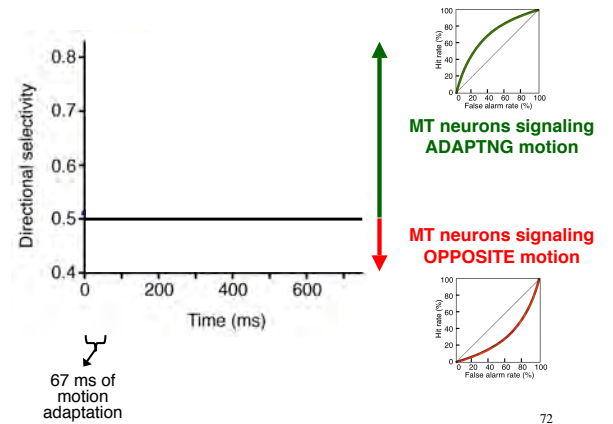 Directional selectivity
0.8
0.7
0.6
0.5
0.4
0 200 400 600
Time (ms)
67 ms of
motion
adaptation
Hit rate (%)
100
80
60
40
20
0
0 20 40 60 80 100
False alarm rate (%)
MT neurons signaling
ADAPTNG motion
MT neurons signaling
OPPOSITE motion
Hit rate (%)
100
80
60
40
20
0
0 20 40 60 80 100
False alarm rate (%)
72